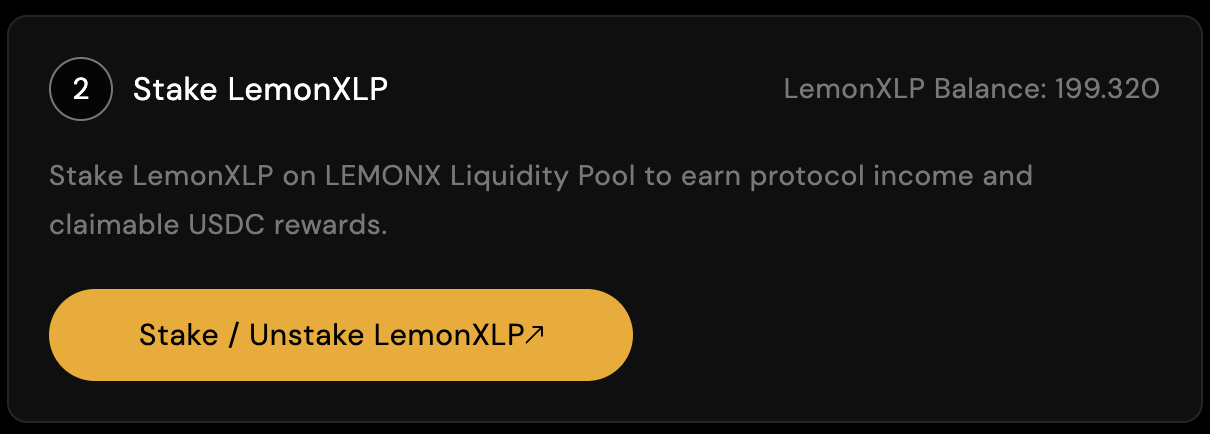 2 Stake LemonXLP LemonXLP Balance: 199.320
Stake LemonXLP on LEMONX Liquidity Pool to earn protocol income and
claimable USDC rewards.
Stake / Unstake LemonXLP↗